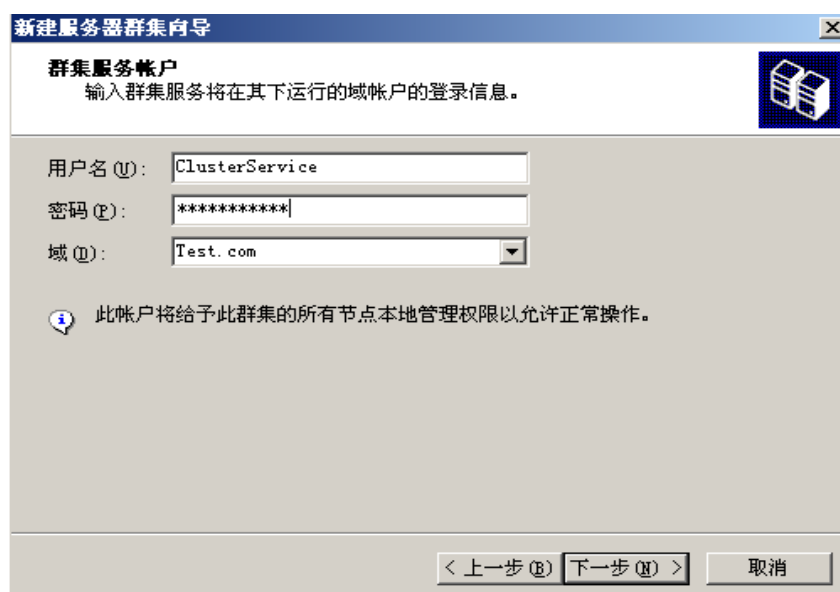 新建服务器群集向导
群集服务帐户
输入群集服务将在其下运行的域帐户的登录信息。
用户名(U): ClusterService
密码(P): ***********
域(D): Test.com
此帐户将给予此群集的所有节点本地管理权限以允许正常操作。
< 上一步(B) 下一步(N) > 取消